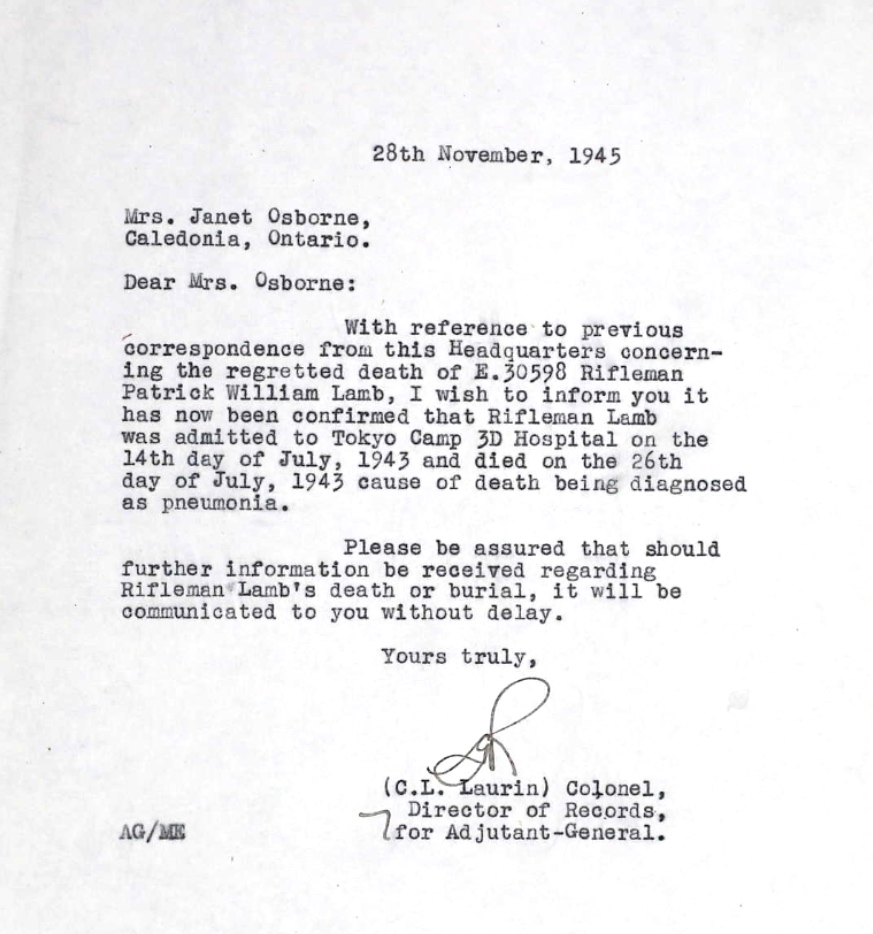 28th November, 1945
Mrs. Janet Osborne,
Caledonia, Ontario.
Dear Mrs. Osborne:
With reference to previous
correspondence from this Headquarters concern-
ing the regretted death of E.30598 Rifleman
Patrick William Lamb, I wish to inform you it
has now been confirmed that Rifleman Lamb
was admitted to Tokyo Camp 3D Hospital on the
14th day of July, 1943 and died on the 26th
day of July, 1943 cause of death being diagnosed
as pneumonia.
Please be assured that should
further information be received regarding
Rifleman Lamb's death or burial, it will be
communicated to you without delay.
Yours truly,
(C.L. Laurin) Colonel,
Director of Records,
for Adjutant-General.
AG/ME